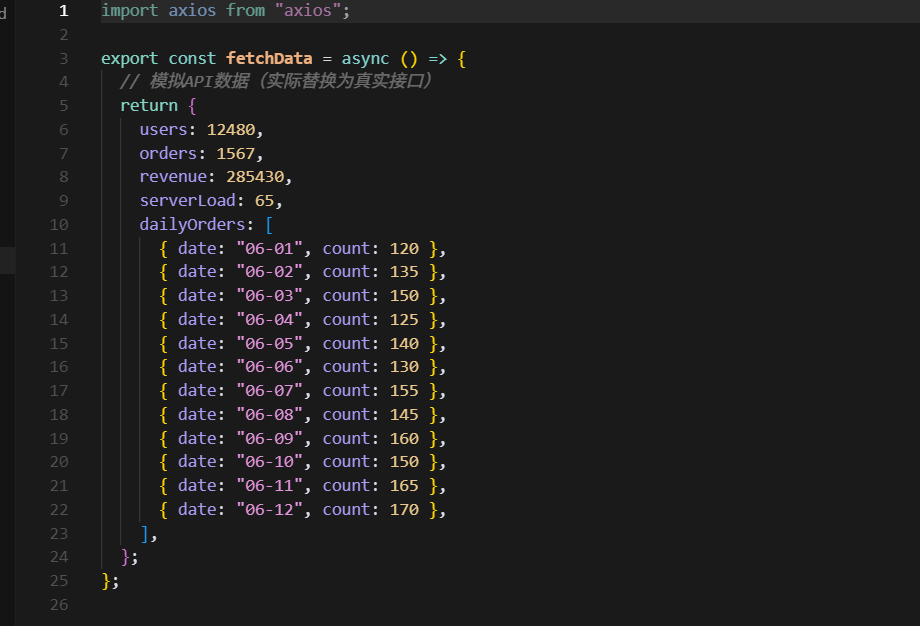 d
1 import axios from "axios";
2
3 export const fetchData = async () => {
4   // 模拟API数据（实际替换为真实接口）
5   return {
6     users: 12480,
7     orders: 1567,
8     revenue: 285430,
9     serverLoad: 65,
10     dailyOrders: [
11       { date: "06-01", count: 120 },
12       { date: "06-02", count: 135 },
13       { date: "06-03", count: 150 },
14       { date: "06-04", count: 125 },
15       { date: "06-05", count: 140 },
16       { date: "06-06", count: 130 },
17       { date: "06-07", count: 155 },
18       { date: "06-08", count: 145 },
19       { date: "06-09", count: 160 },
20       { date: "06-10", count: 150 },
21       { date: "06-11", count: 165 },
22       { date: "06-12", count: 170 },
23     ],
24   };
25 };
26